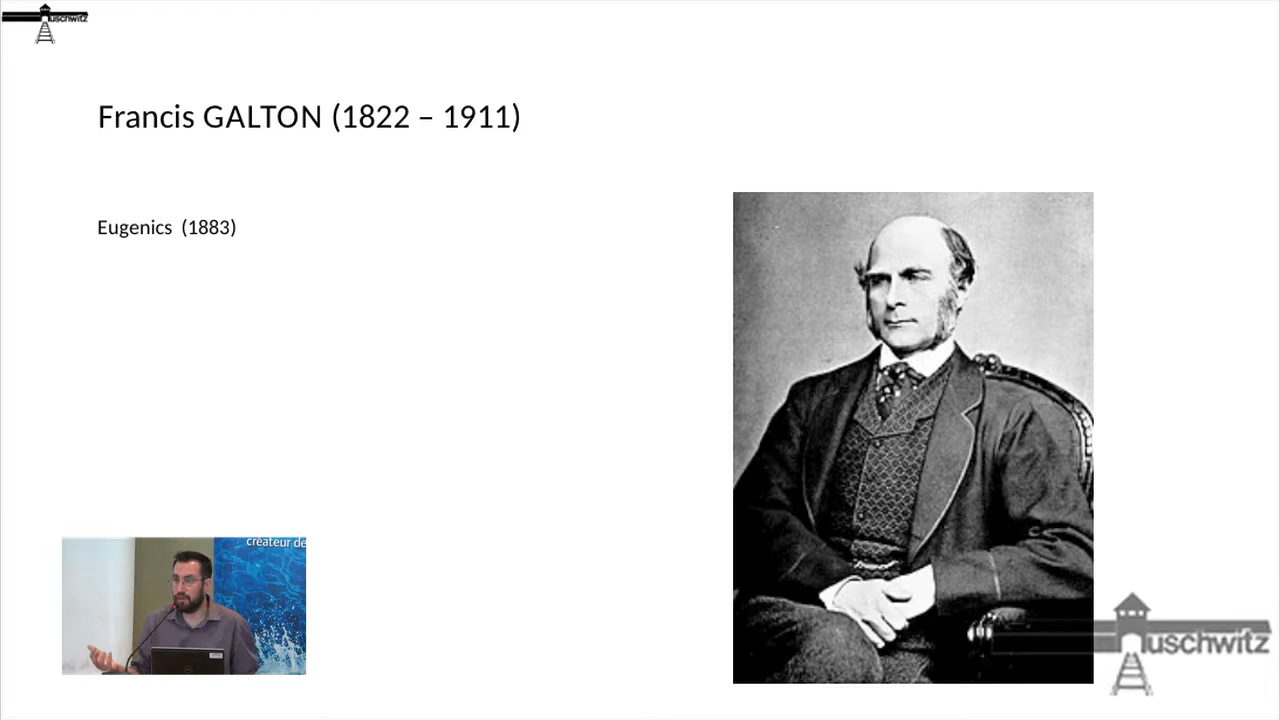 uschwitz
Francis GALTON (1822 – 1911)
Eugenics (1883)
créateur de
uschwitz